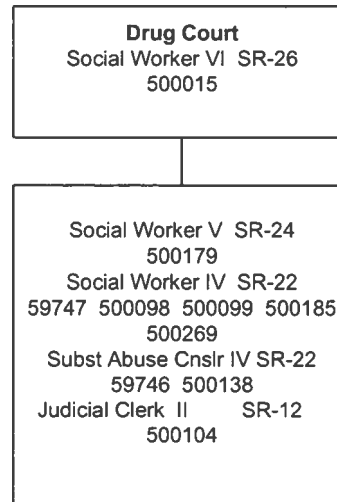 Drug Court
Social Worker VI SR-26
500015
Social Worker V SR-24
500179
Social Worker IV SR-22
59747 500098 500099 500185
500269
Subst Abuse Cnslr IV SR-22
59746 500138
Judicial Clerk II SR-12
500104